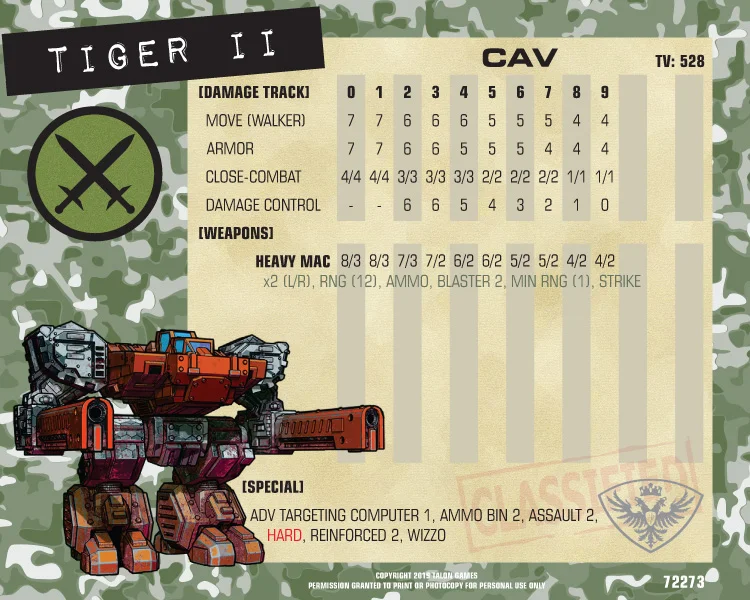 TIGER II
CAV
TV: 528
[DAMAGE TRACK] 0 1 2 3 4 5 6 7 8 9
MOVE (WALKER) 7 7 6 6 6 5 5 5 4 4
ARMOR 7 7 6 6 5 5 5 4 4 4
CLOSE-COMBAT 4/4 4/4 3/3 3/3 3/3 2/2 2/2 2/2 1/1 1/1
DAMAGE CONTROL - - 6 6 5 4 3 2 1 0
[WEAPONS]
HEAVY MAC 8/3 8/3 7/3 7/2 6/2 6/2 5/2 5/2 4/2 4/2
x2 (L/R), RNG (12), AMMO, BLASTER 2, MIN RNG (1), STRIKE
[SPECIAL]
ADV TARGETING COMPUTER 1, AMMO BIN 2, ASSAULT 2,
HARD, REINFORCED 2, WIZZO
CLASSIFIED
COPYRIGHT 2019 TALON GAMES
PERMISSION GRANTED TO PRINT OR PHOTOCOPY FOR PERSONAL USE ONLY
72273